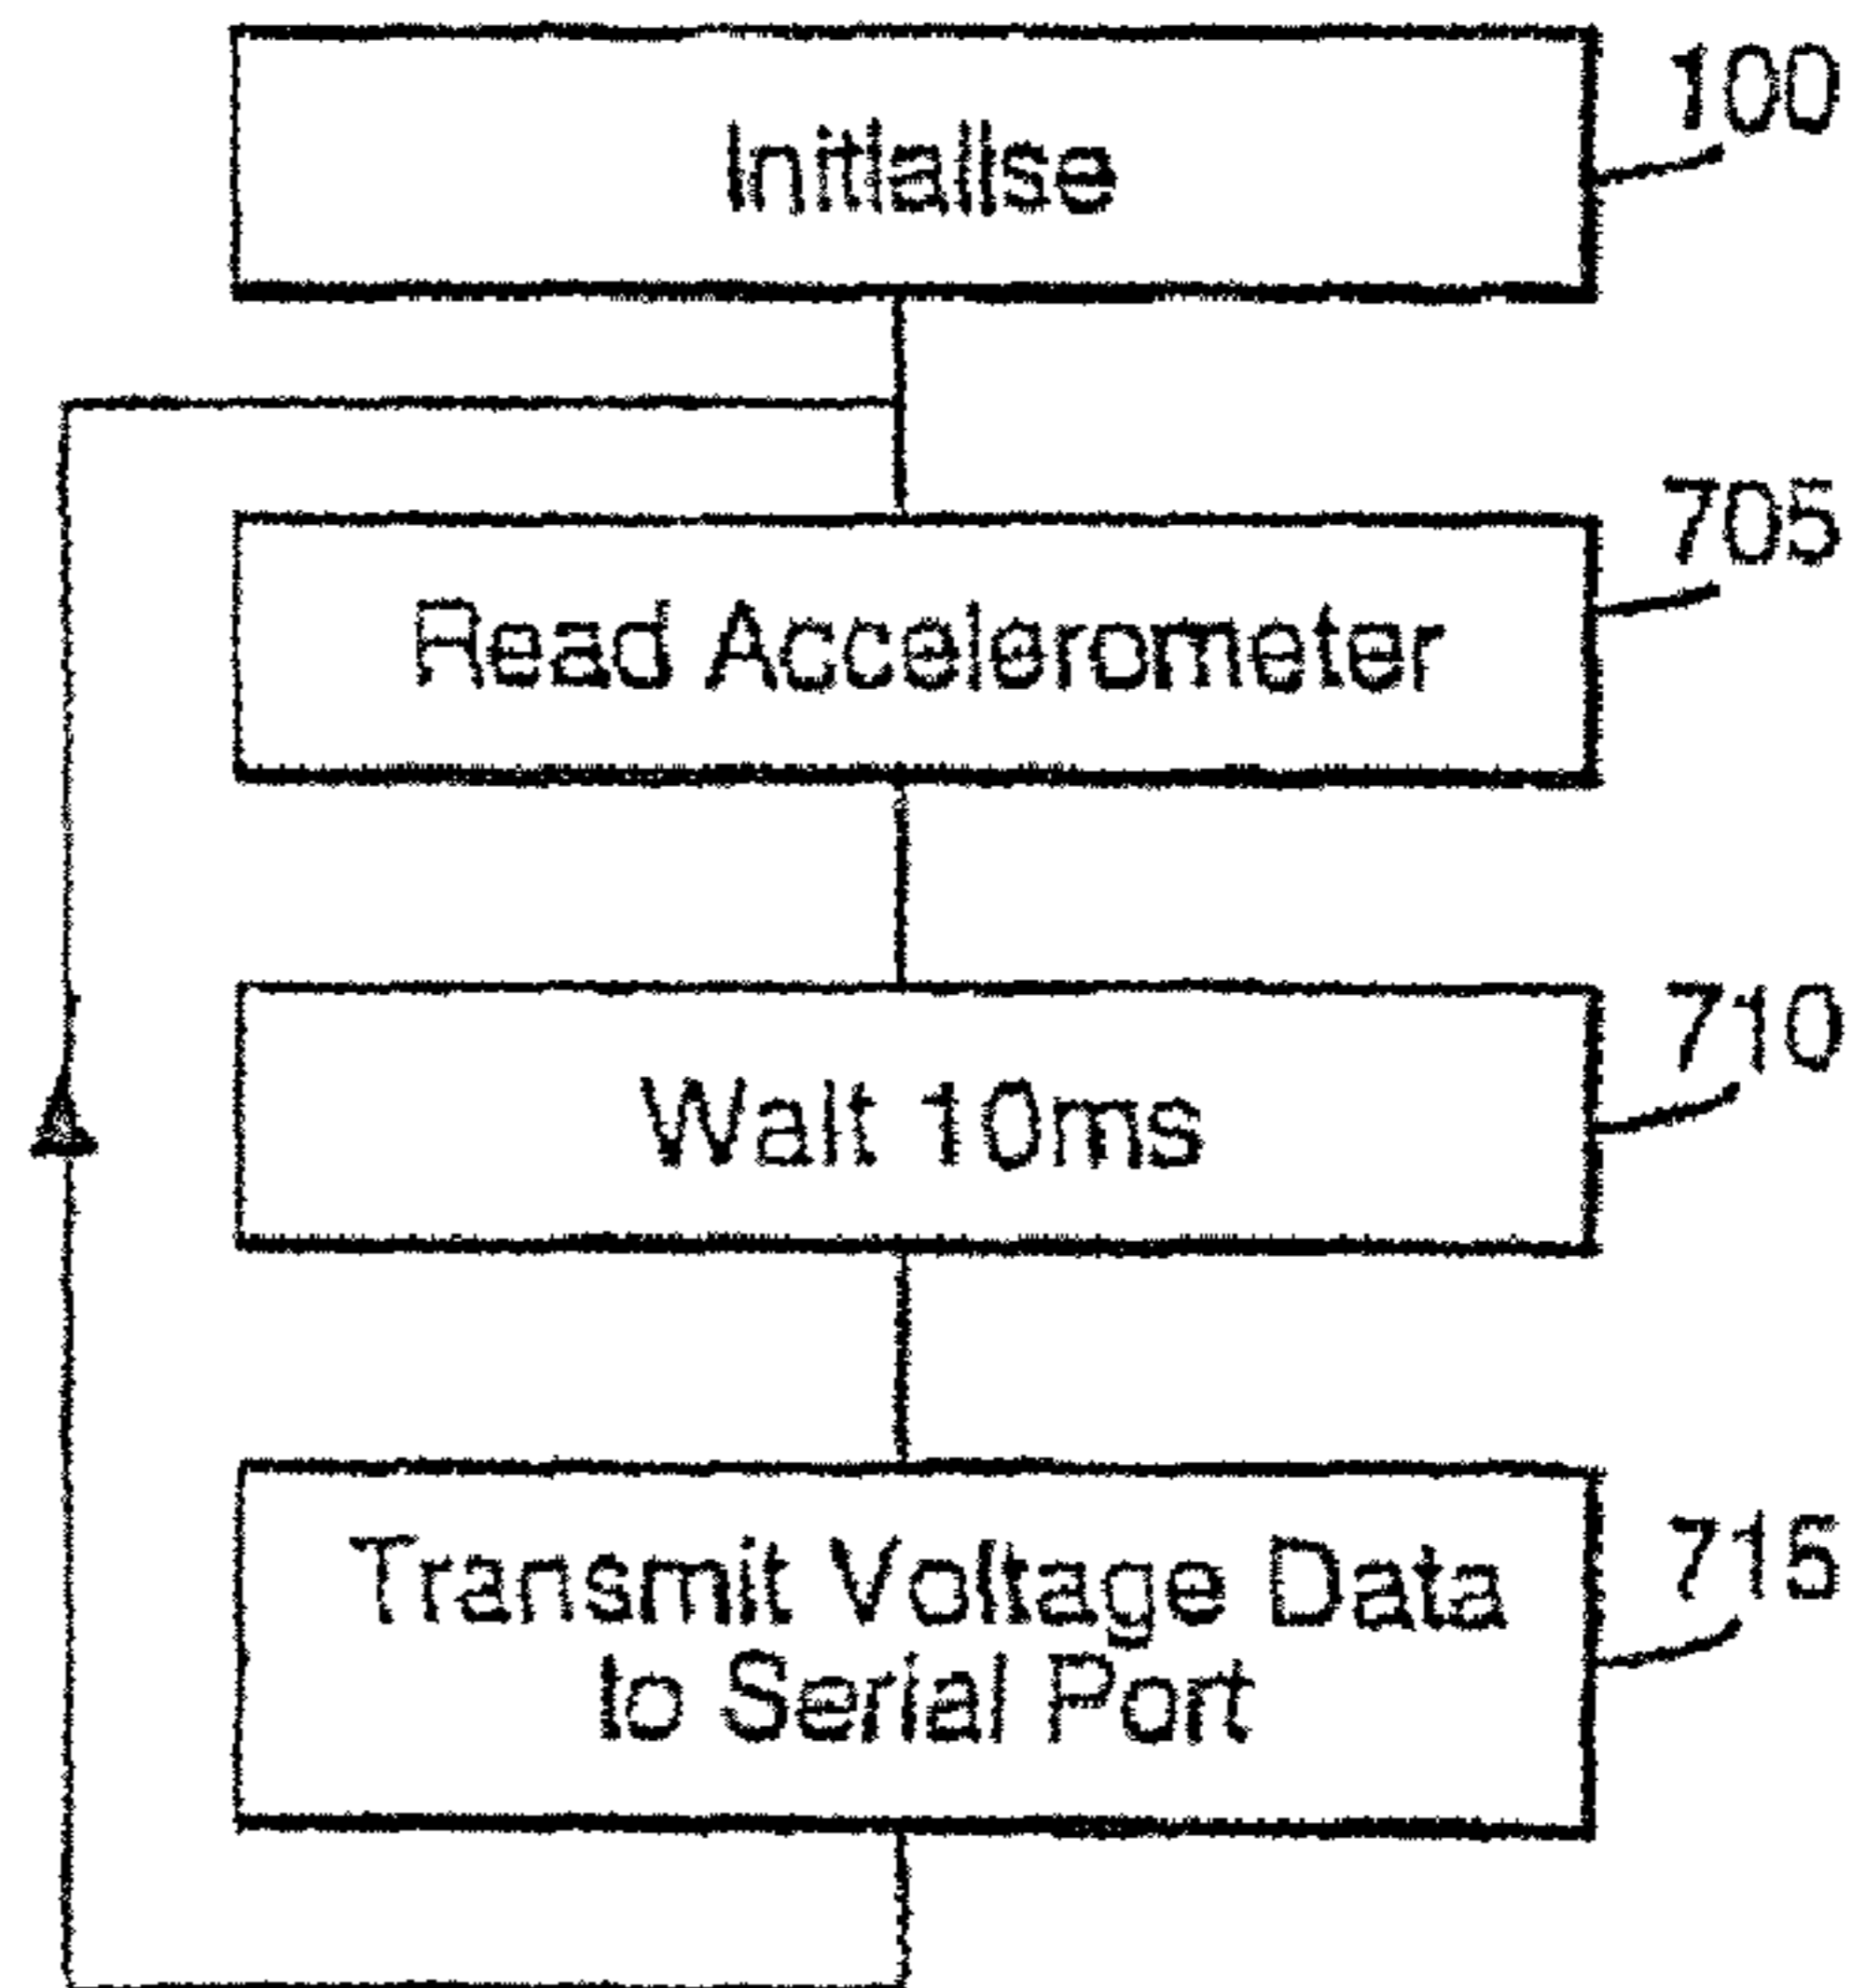 Initialise
100
Read Accelerometer
705
Wait 10ms
710
Transmit Voltage Data
to Serial Port
715